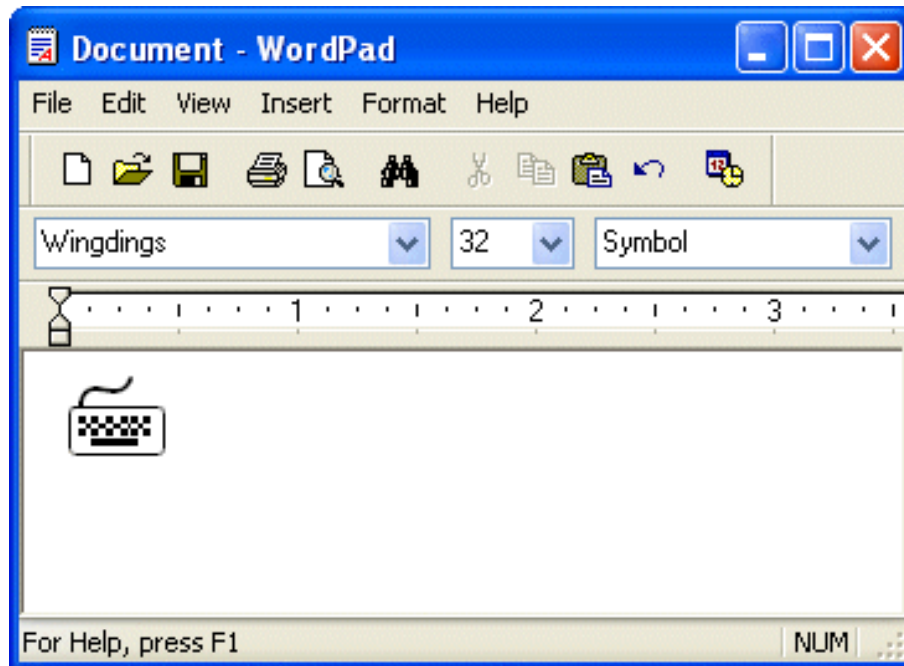 Document - WordPad
File Edit View Insert Format Help
12
Wingdings 32 Symbol
1 2 3
For Help, press F1 NUM